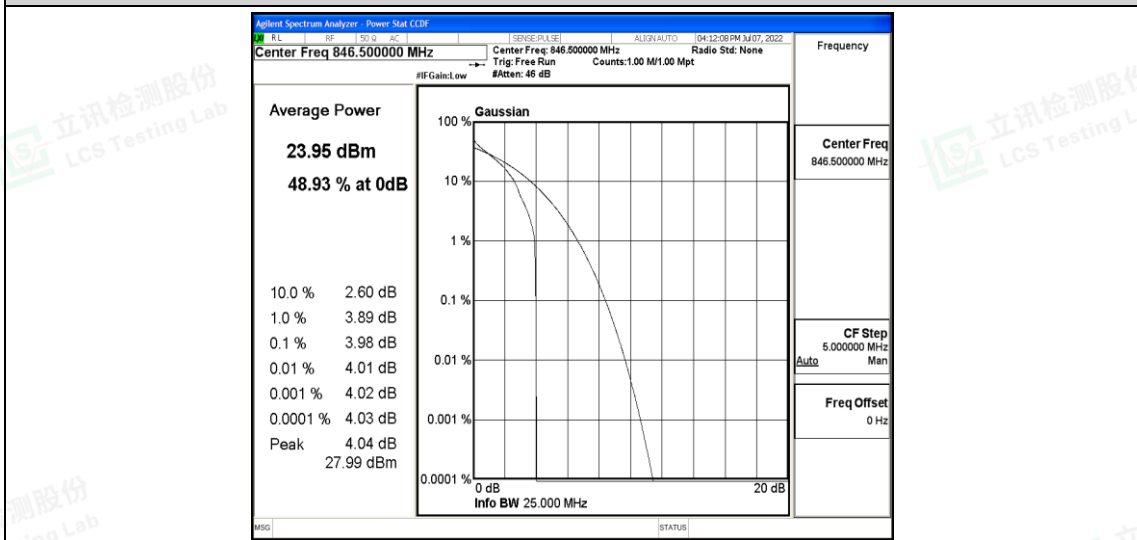 Agilent Spectrum Analyzer - Power Stat CCDF
LXI RL RF 50 Ω AC SENSE:PULSE ALIGN AUTO 04:12:08 PM Jul 07, 2022
Center Freq 846.500000 MHz
Center Freq: 846.500000 MHz Radio Std: None
Trig: Free Run Counts:1.00 M/1.00 Mpt
#IFGain:Low #Atten: 46 dB
Frequency
Average Power
23.95 dBm
48.93 % at 0dB
10.0 % 2.60 dB
1.0 % 3.89 dB
0.1 % 3.98 dB
0.01 % 4.01 dB
0.001 % 4.02 dB
0.0001 % 4.03 dB
Peak 4.04 dB
27.99 dBm
Gaussian
100 %
10 %
1 %
0.1 %
0.01 %
0.001 %
0.0001 %
0 dB 20 dB
Info BW 25.000 MHz
Center Freq
846.500000 MHz
CF Step
5.000000 MHz
Auto Man
Freq Offset
0 Hz
MSG STATUS
立讯检测股份
LCS Testing Lab
立讯检测股份
LCS Testing Lab
测股份
ng Lab
立